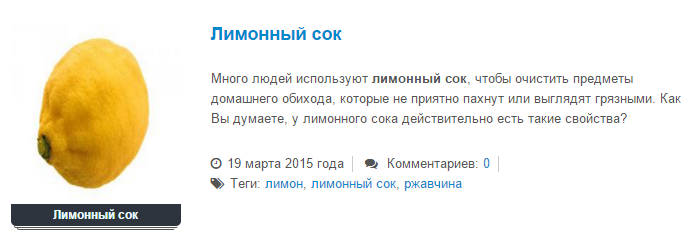 Лимонный сок
Много людей используют лимонный сок, чтобы очистить предметы
домашнего обихода, которые не приятно пахнут или выглядят грязными. Как
Вы думаете, у лимонного сока действительно есть такие свойства?
19 марта 2015 года Комментариев: 0
Теги: лимон, лимонный сок, ржавчина
Лимонный сок